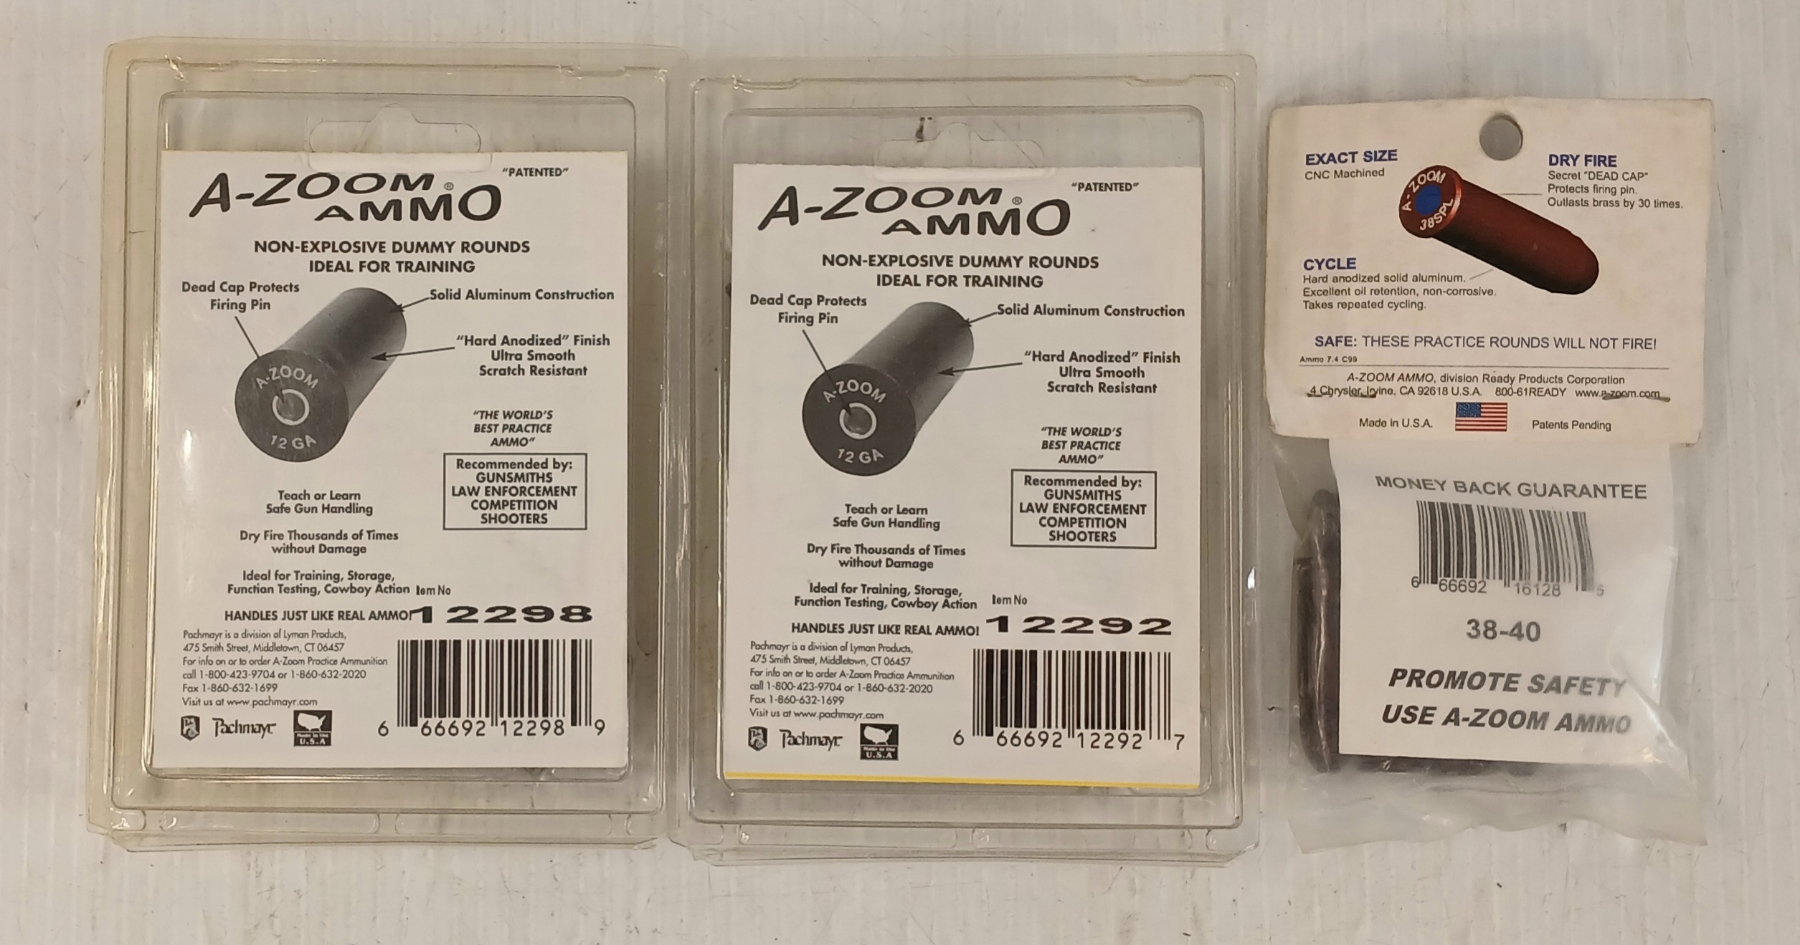 A-ZOOM® AMMO
"PATENTED"
NON-EXPLOSIVE DUMMY ROUNDS
IDEAL FOR TRAINING
Dead Cap Protects
Firing Pin
Solid Aluminum Construction
"Hard Anodized" Finish
Ultra Smooth
Scratch Resistant
A-ZOOM
12 GA
"THE WORLD'S
BEST PRACTICE
AMMO"
Recommended by:
GUNSMITHS
LAW ENFORCEMENT
COMPETITION
SHOOTERS
Teach or Learn
Safe Gun Handling
Dry Fire Thousands of Times
without Damage
Ideal for Training, Storage,
Function Testing, Cowboy Action
Item No
HANDLES JUST LIKE REAL AMMO!
12298
Pachmayr is a division of Lyman Products,
475 Smith Street, Middletown, CT 06457
For info on or to order A-Zoom Practice Ammunition
call 1-800-423-9704 or 1-860-632-2020
Fax 1-860-632-1699
Visit us at www.pachmayr.com
Pachmayr
Made in the
U.S.A
6 66692 12298 9
A-ZOOM® AMMO
"PATENTED"
NON-EXPLOSIVE DUMMY ROUNDS
IDEAL FOR TRAINING
Dead Cap Protects
Firing Pin
Solid Aluminum Construction
"Hard Anodized" Finish
Ultra Smooth
Scratch Resistant
A-ZOOM
12 GA
"THE WORLD'S
BEST PRACTICE
AMMO"
Recommended by:
GUNSMITHS
LAW ENFORCEMENT
COMPETITION
SHOOTERS
Teach or Learn
Safe Gun Handling
Dry Fire Thousands of Times
without Damage
Ideal for Training, Storage,
Function Testing, Cowboy Action
Item No
HANDLES JUST LIKE REAL AMMO!
12292
Pachmayr is a division of Lyman Products,
475 Smith Street, Middletown, CT 06457
For info on or to order A-Zoom Practice Ammunition
call 1-800-423-9704 or 1-860-632-2020
Fax 1-860-632-1699
Visit us at www.pachmayr.com
Pachmayr
Made in the
U.S.A
6 66692 12292 7
EXACT SIZE
CNC Machined
A-ZOOM
38SPL
DRY FIRE
Secret "DEAD CAP"
Protects firing pin.
Outlasts brass by 30 times.
CYCLE
Hard anodized solid aluminum.
Excellent oil retention, non-corrosive.
Takes repeated cycling.
SAFE: THESE PRACTICE ROUNDS WILL NOT FIRE!
Ammo 7.4 C99
A-ZOOM AMMO, division Ready Products Corporation
4 Chrysler, Irvine, CA 92618 U.S.A. 800-61READY www.a-zoom.com
Made In U.S.A.
Patents Pending
MONEY BACK GUARANTEE
6 66692 16128 5
38-40
PROMOTE SAFETY
USE A-ZOOM AMMO